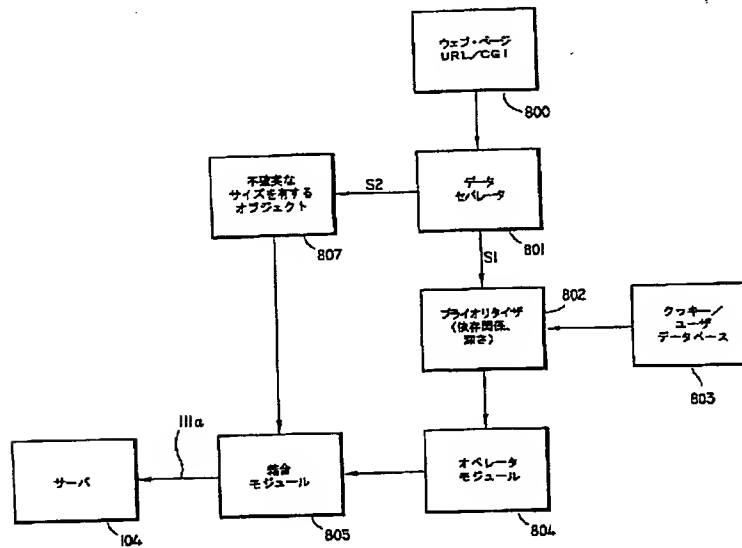 ウェブ・ページ
URL/CGI
800
不確実な
サイズを有する
オブジェクト
807
S2
データ
セパレータ
801
S1
プライオリタイザ
(依存関係、
深さ)
802
クッキー/
ユーザ
データベース
803
サーバ
104
111a
結合
モジュール
805
オペレータ
モジュール
804